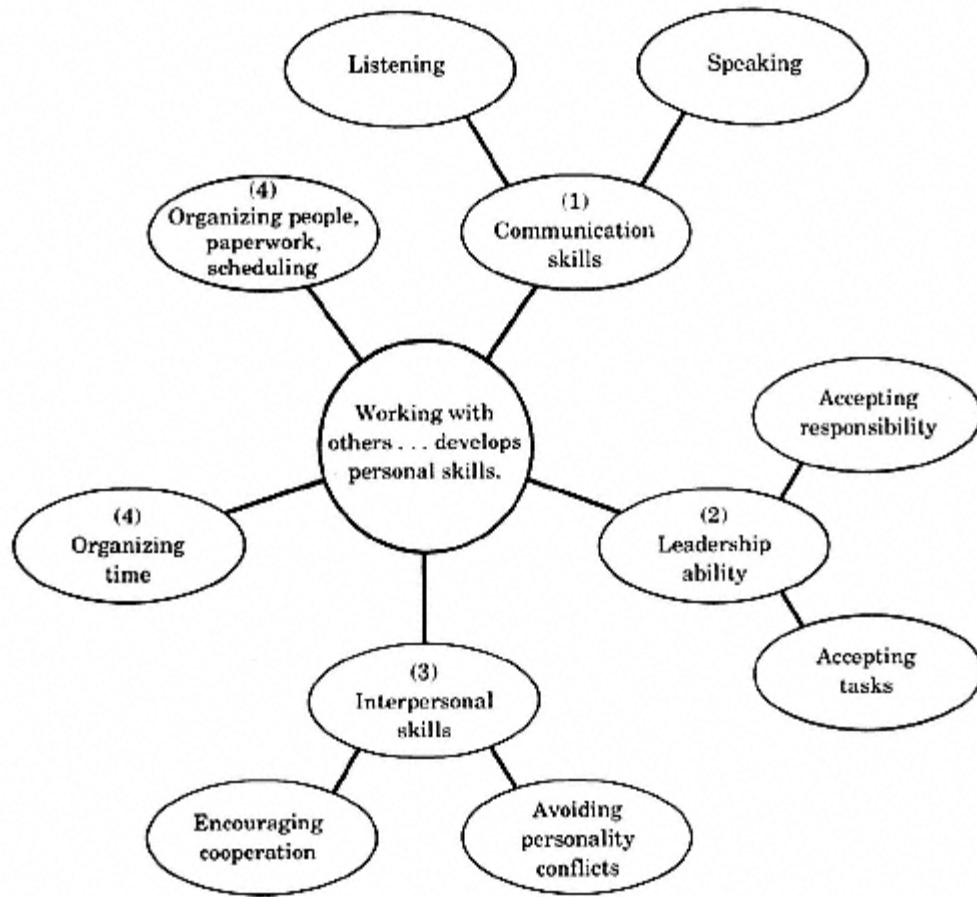 Listening
Speaking
(4)
Organizing people,
paperwork,
scheduling
(1)
Communication
skills
Working with
others . . . develops
personal skills.
Accepting
responsibility
(4)
Organizing
time
(2)
Leadership
ability
Accepting
tasks
(3)
Interpersonal
skills
Encouraging
cooperation
Avoiding
personality
conflicts